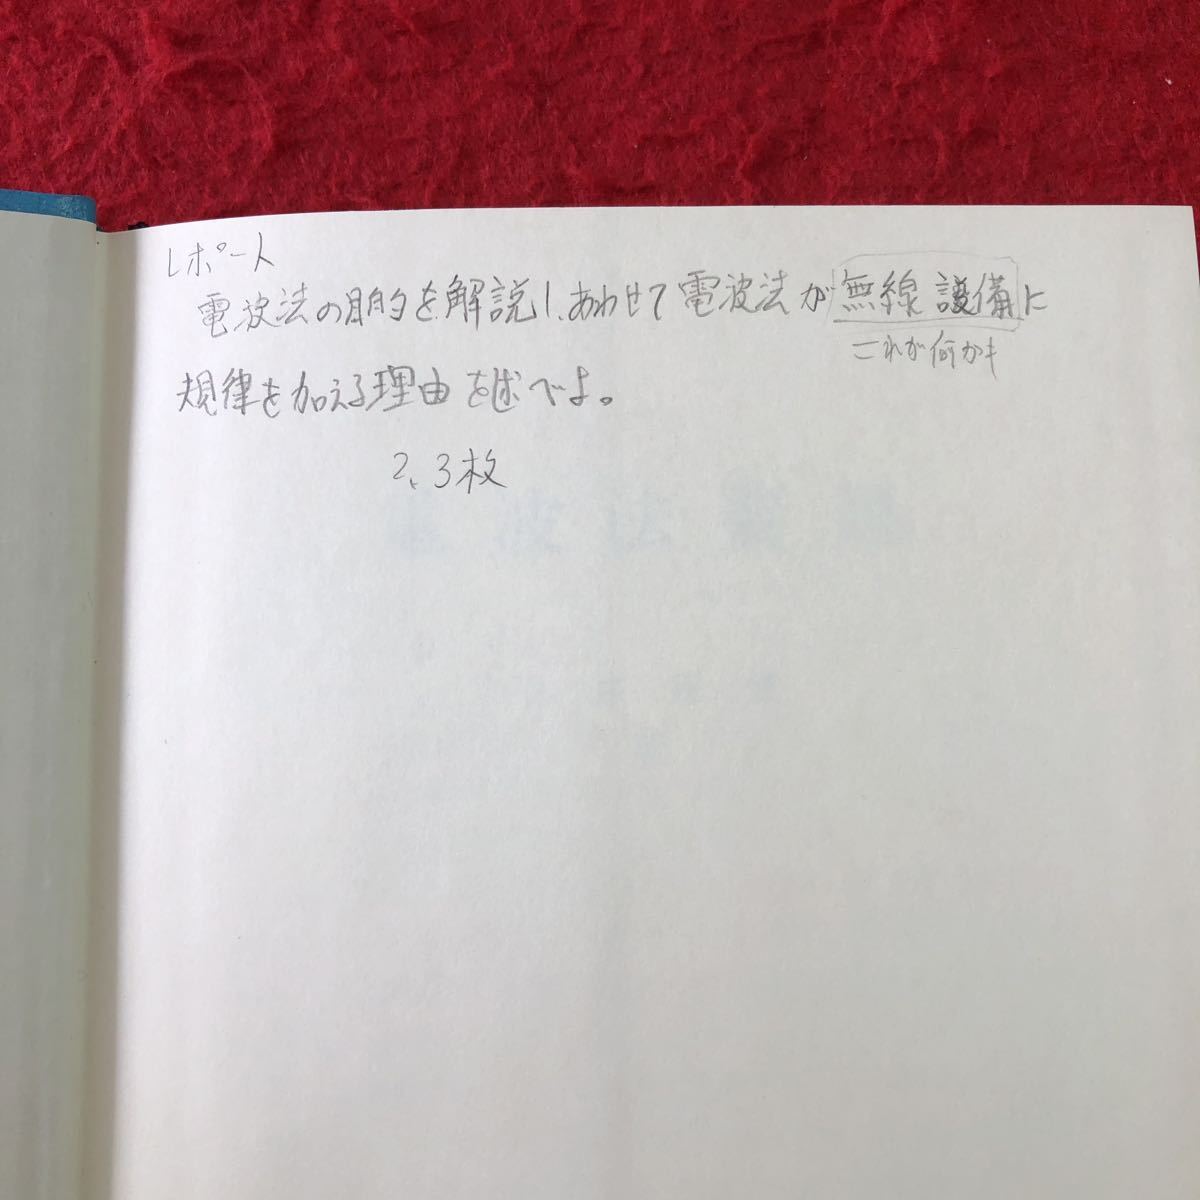 レポート
電波法の目的を解説し、あわせて電波法が無線設備に
これが何かも
規律を加える理由を述べよ。
2、3枚